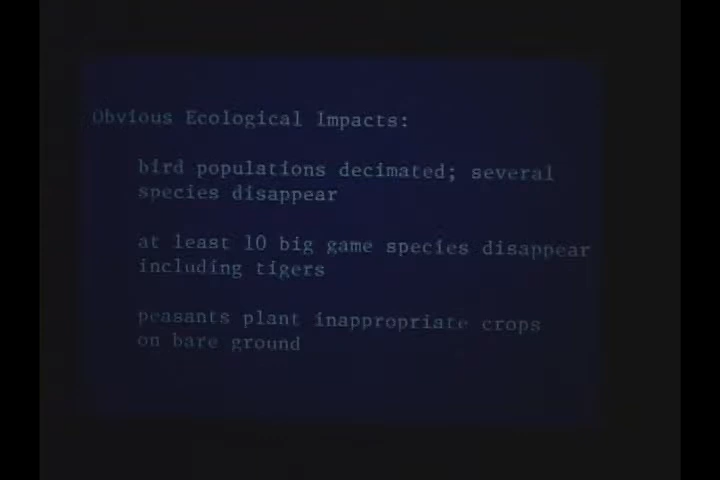 Obvious Ecological Impacts:
bird populations decimated; several
species disappear
at least 10 big game species disappear
including tigers
peasants plant inappropriate crops
on bare ground